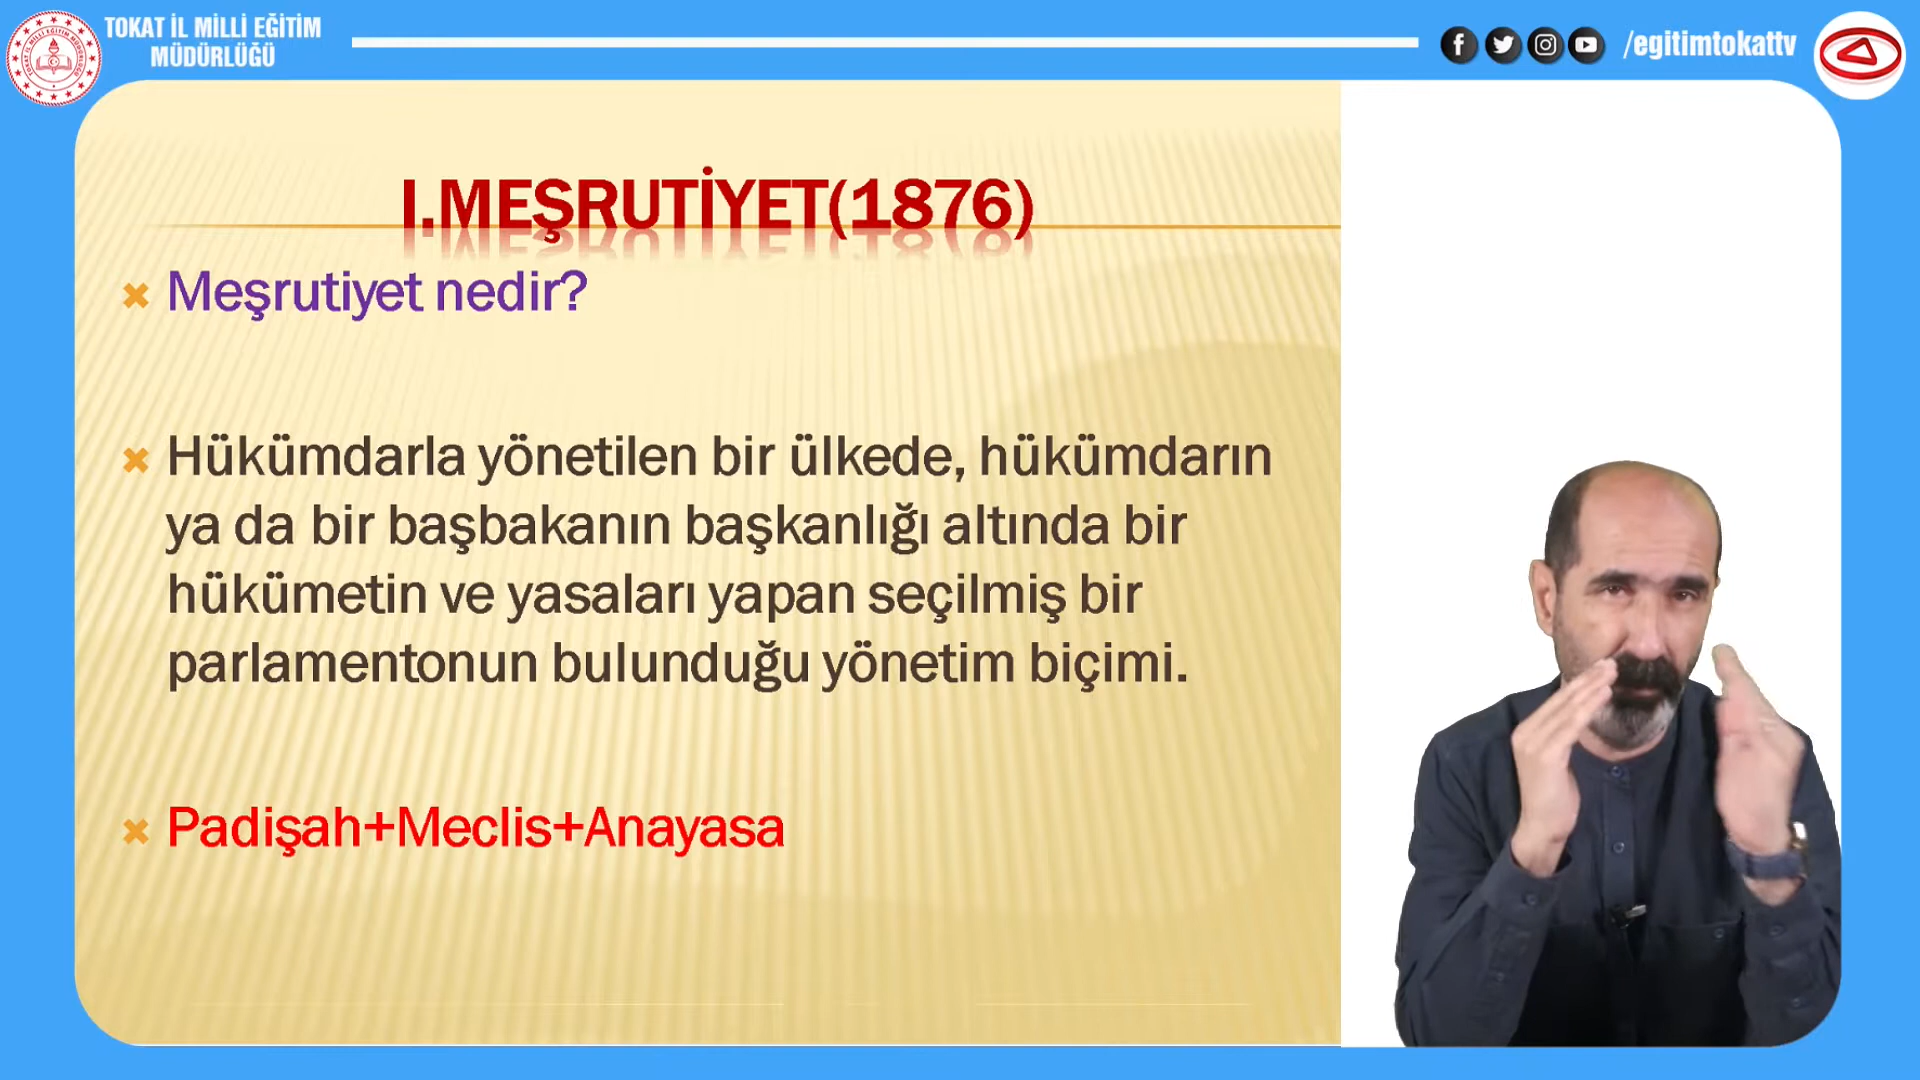 TOKAT İL MİLLİ EĞİTİM
MÜDÜRLÜĞÜ
/egitimtokattv
I.MEŞRUTİYET(1876)
Meşrutiyet nedir?
Hükümdarla yönetilen bir ülkede, hükümdarın
ya da bir başbakanın başkanlığı altında bir
hükümetin ve yasaları yapan seçilmiş bir
parlamentonun bulunduğu yönetim biçimi.
Padişah+Meclis+Anayasa